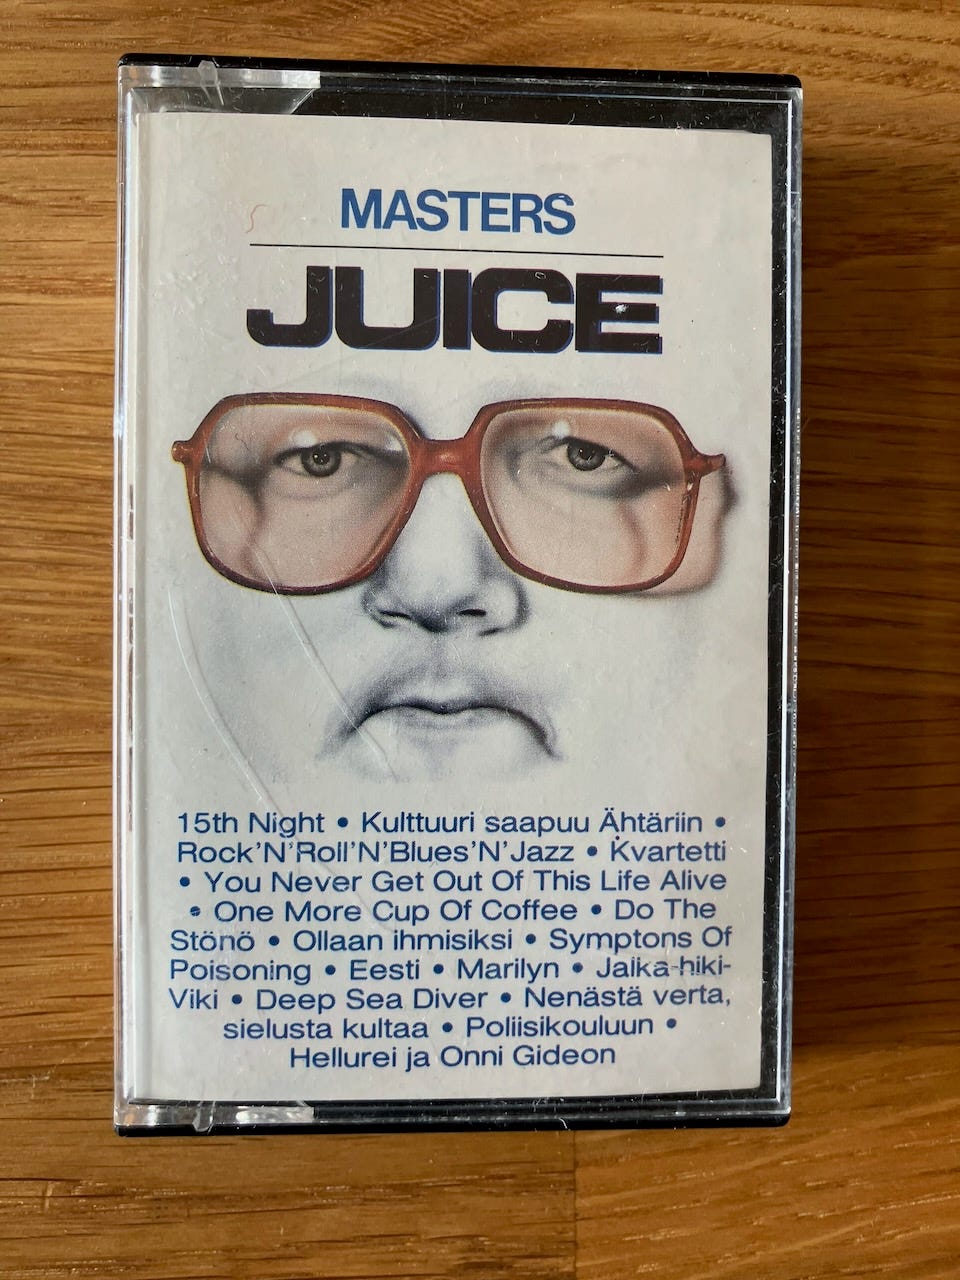 MASTERS
JUICE
15th Night • Kulttuuri saapuu Ähtäriin •
Rock'N'Roll'N'Blues'N'Jazz • Kvartetti
• You Never Get Out Of This Life Alive
• One More Cup Of Coffee • Do The
Stönö • Ollaan ihmisiksi • Symptons Of
Poisoning • Eesti • Marilyn • Jalka-hiki-
Viki • Deep Sea Diver • Nenästä verta,
sielusta kultaa • Poliisikouluun •
Hellurei ja Onni Gideon